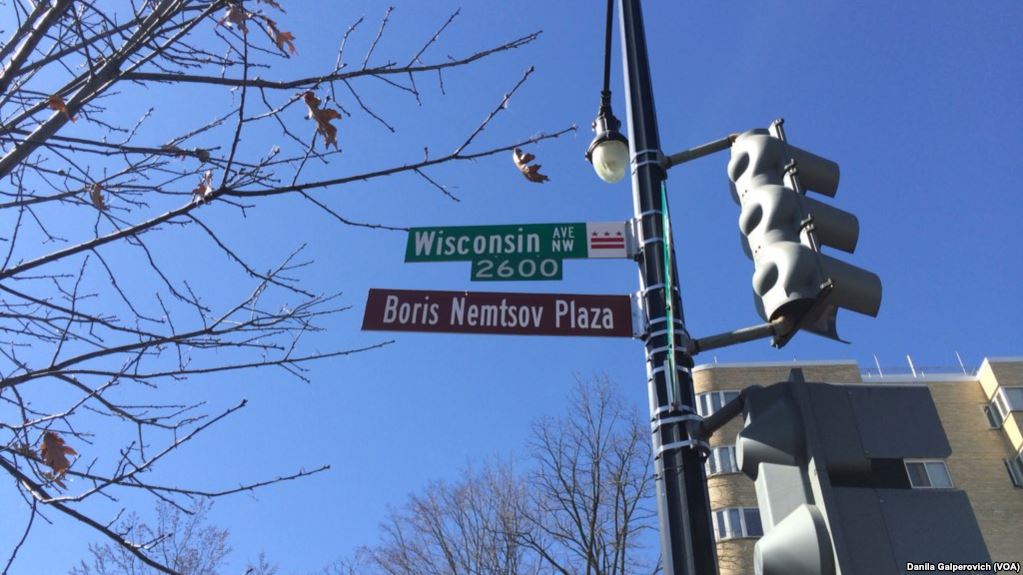 Wisconsin AVE NW
2600
Boris Nemtsov Plaza
Danila Galperovich (VOA)